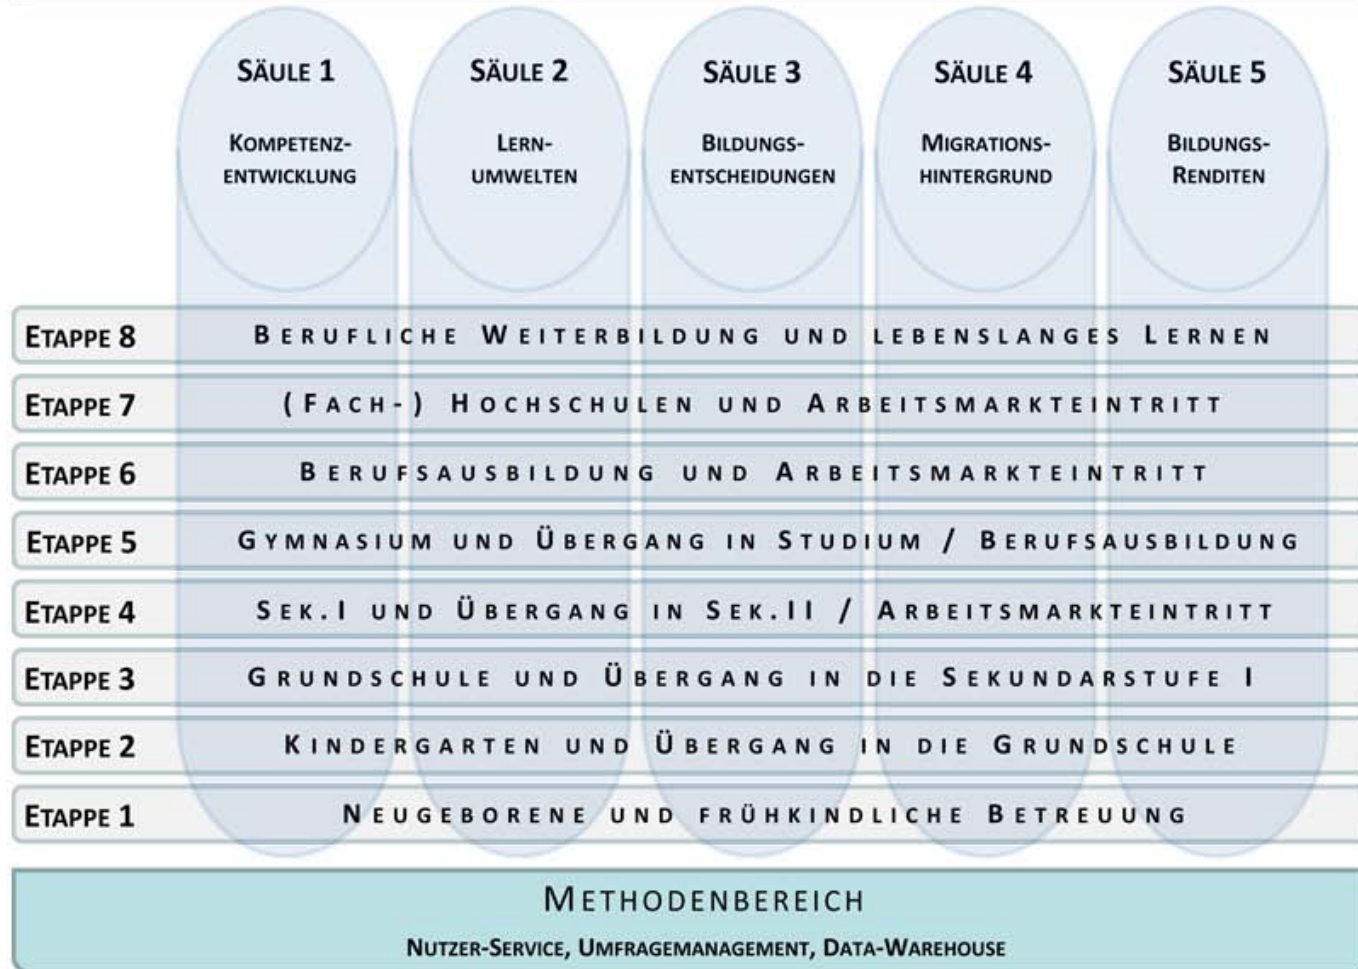 SÄULE 1
KOMPETENZ-
ENTWICKLUNG
SÄULE 2
LERN-
UMWELTEN
SÄULE 3
BILDUNGS-
ENTSCHEIDUNGEN
SÄULE 4
MIGRATIONS-
HINTERGRUND
SÄULE 5
BILDUNGS-
RENDITEN
ETAPPE 8 BERUFLICHE WEITERBILDUNG UND LEBENSLANGES LERNEN
ETAPPE 7 (FACH-) HOCHSCHULEN UND ARBEITSMARKTEINTRITT
ETAPPE 6 BERUFSAUSBILDUNG UND ARBEITSMARKTEINTRITT
ETAPPE 5 GYMNASIUM UND ÜBERGANG IN STUDIUM / BERUFSAUSBILDUNG
ETAPPE 4 SEK.I UND ÜBERGANG IN SEK.II / ARBEITSMARKTEINTRITT
ETAPPE 3 GRUNDSCHULE UND ÜBERGANG IN DIE SEKUNDARSTUFE I
ETAPPE 2 KINDERGARTEN UND ÜBERGANG IN DIE GRUNDSCHULE
ETAPPE 1 NEUGEBORENE UND FRÜHKINDLICHE BETREUUNG
METHODENBEREICH
NUTZER-SERVICE, UMFRAGEMANAGEMENT, DATA-WAREHOUSE